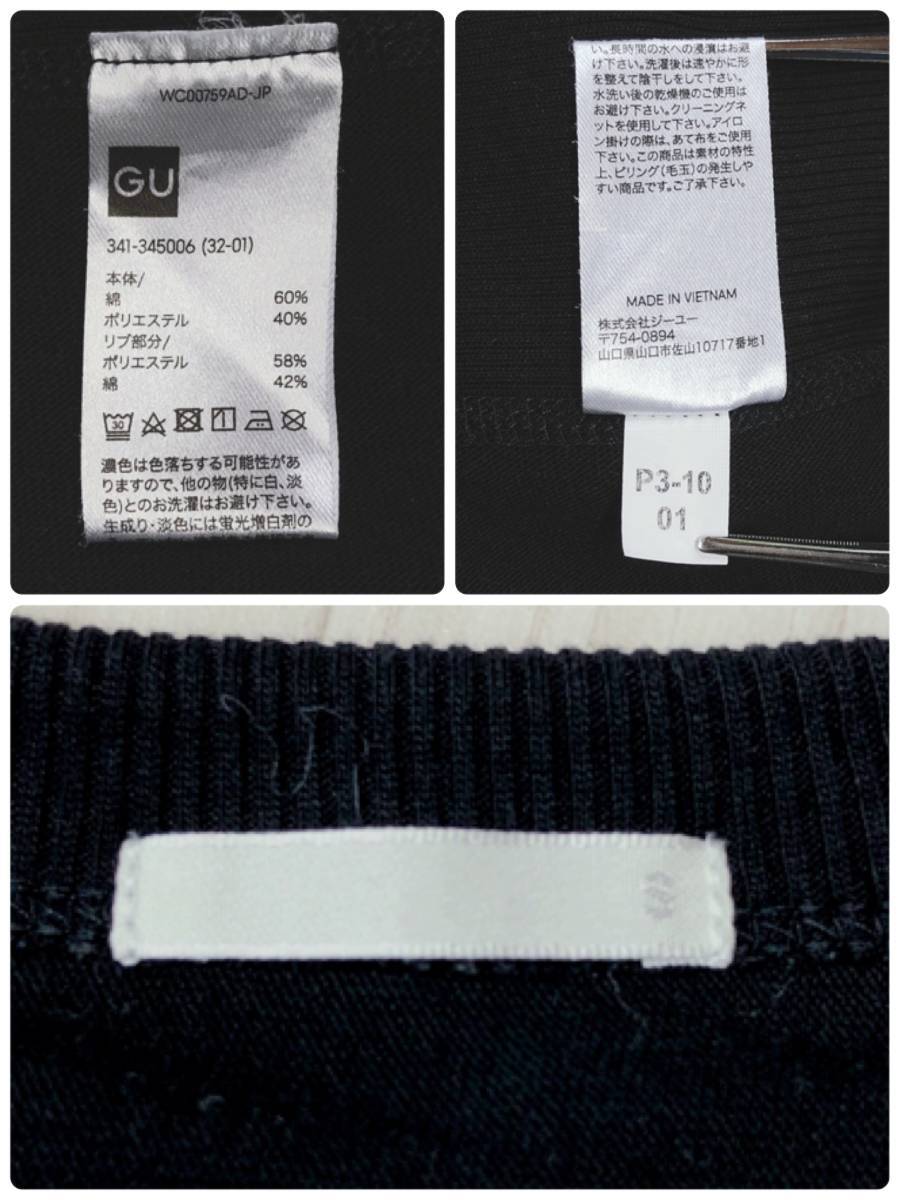 WC00759AD-JP
GU
341-345006 (32-01)
本体/
綿 60%
ポリエステル 40%
リブ部分/
ポリエステル 58%
綿 42%
30
1
濃色は色落ちする可能性があ
りますので、他の物(特に白、淡
色)とのお洗濯はお避け下さい。
生成り・淡色には蛍光増白剤の
い。長時間の水への浸漬はお避
け下さい。洗濯後は速やかに形
を整えて陰干しをして下さい。
水洗い後の乾燥機のご使用は
お避け下さい。クリーニングネ
ットを使用して下さい。アイロ
ン掛けの際は、あて布をご使用
下さい。この商品は素材の特性
上、ピリング(毛玉)の発生しや
すい商品です。ご了承下さい。
MADE IN VIETNAM
株式会社ジーユー
〒754-0894
山口県山口市佐山10717番地1
P3-10
01